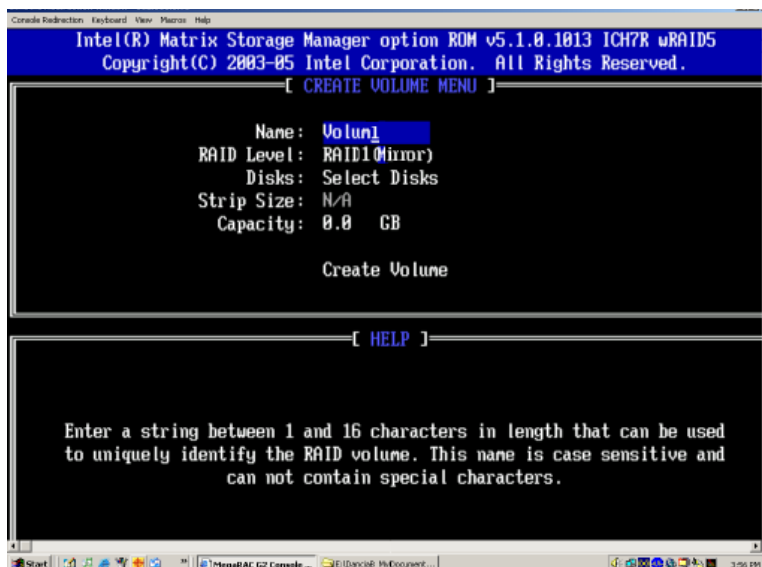 Console Redirection Keyboard View Macros Help
Intel(R) Matrix Storage Manager option ROM v5.1.0.1013 ICH7R wRAID5
Copyright(C) 2003-05 Intel Corporation. All Rights Reserved.
[ CREATE VOLUME MENU ]
Name: Volum1
RAID Level: RAID1(Mirror)
Disks: Select Disks
Strip Size: N/A
Capacity: 0.0 GB
Create Volume
[ HELP ]
Enter a string between 1 and 16 characters in length that can be used
to uniquely identify the RAID volume. This name is case sensitive and
can not contain special characters.
Start » MegaRAC G2 Console ... 3:56 PM